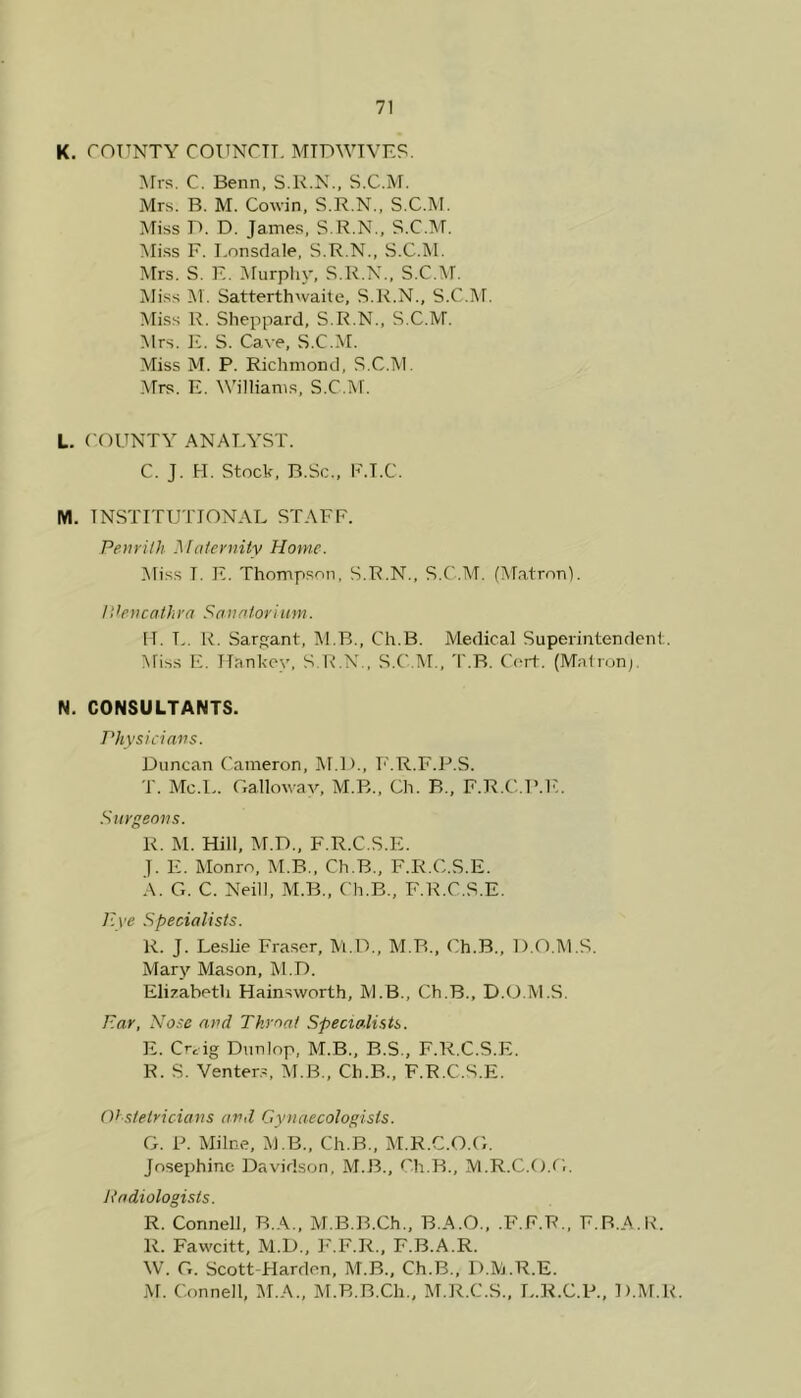 71
K. COUNTY COUNCIL MIDWIVES.
Mrs. C. Benn, S.R.N., S.C.M.
Mrs. B. M. Cowin, S.R.N., S.C.M.
Miss D. D. James, S.R.N., S.C.M.
Miss F. Lonsdale, S.R.N., S.C.M.
Mrs. S. E. Murphy, S.R.N., S.C.M.
Miss M. Satterthwaite, S.R.N., S.C.M.
Miss R. Sheppard, S.R.N., S.C.M.
Mrs. E. S. Cave, S.C.M.
Miss M. P. Richmond, S.C.M.
Mrs. E. Williams, S.C.M.
L. COUNTY ANALYST.
C. J. H. Stock, B.Sc., F.I.C.
M. INSTITUTIONAL STAFF.
Penrith Maternity Home.
Miss I. E. Thompson, S.R.N., S.C.M. (Matron).
Blencathra Sanatorium.
H. L. R. Sargant, M.B., Ch.B. Medical Superintendent.
Miss E. Hankey, S.R.N., S.C.M., T.B. Cert. (Matron).
N. CONSULTANTS.
Physicians.
Duncan Cameron, M.D., F.R.F.P.S.
T. Mc.L. Galloway, M.B., Ch. B., F.R.C.P.E.
Surgeons.
R. M. Hill, M.D., F.R.C.S.E.
J. E. Monro, M.B., Ch.B., F.R.C.S.E.
A. G. C. Neill, M.B., Ch.B., F.R.C.S.E.
Eye Specialists.
R. J. Leslie Fraser, M.D., M.B., Ch.B., D.O.M.S.
Mary Mason, M.D.
Elizabeth Hainsworth, M.B., Ch.B., D.O.M.S.
Ear, Nose and Throat Specialists.
E. Craig Dunlop, M.B., B.S., F.R.C.S.E.
R. S. Venters, M.B., Ch.B., F.R.C.S.E.
Obstetricians and Gynaecologists.
G. P. Milne, M.B., Ch.B., M.R.C.O.G.
Josephine Davidson, M.B., Ch.B., M.R.C.O.G.
Radiologists.
R. Connell, B.A., M.B.B.Ch., B.A.O., .F.F.R., F.B.A.R.
R. Fawcitt, M.D., F.F.R., F.B.A.R.
W. G. Scott-Harden, M.B., Ch.B., D.M.R.E.
M. Connell, M.A., M.B.B.Ch., M.R.C.S., L.R.C.P., D.M.R.